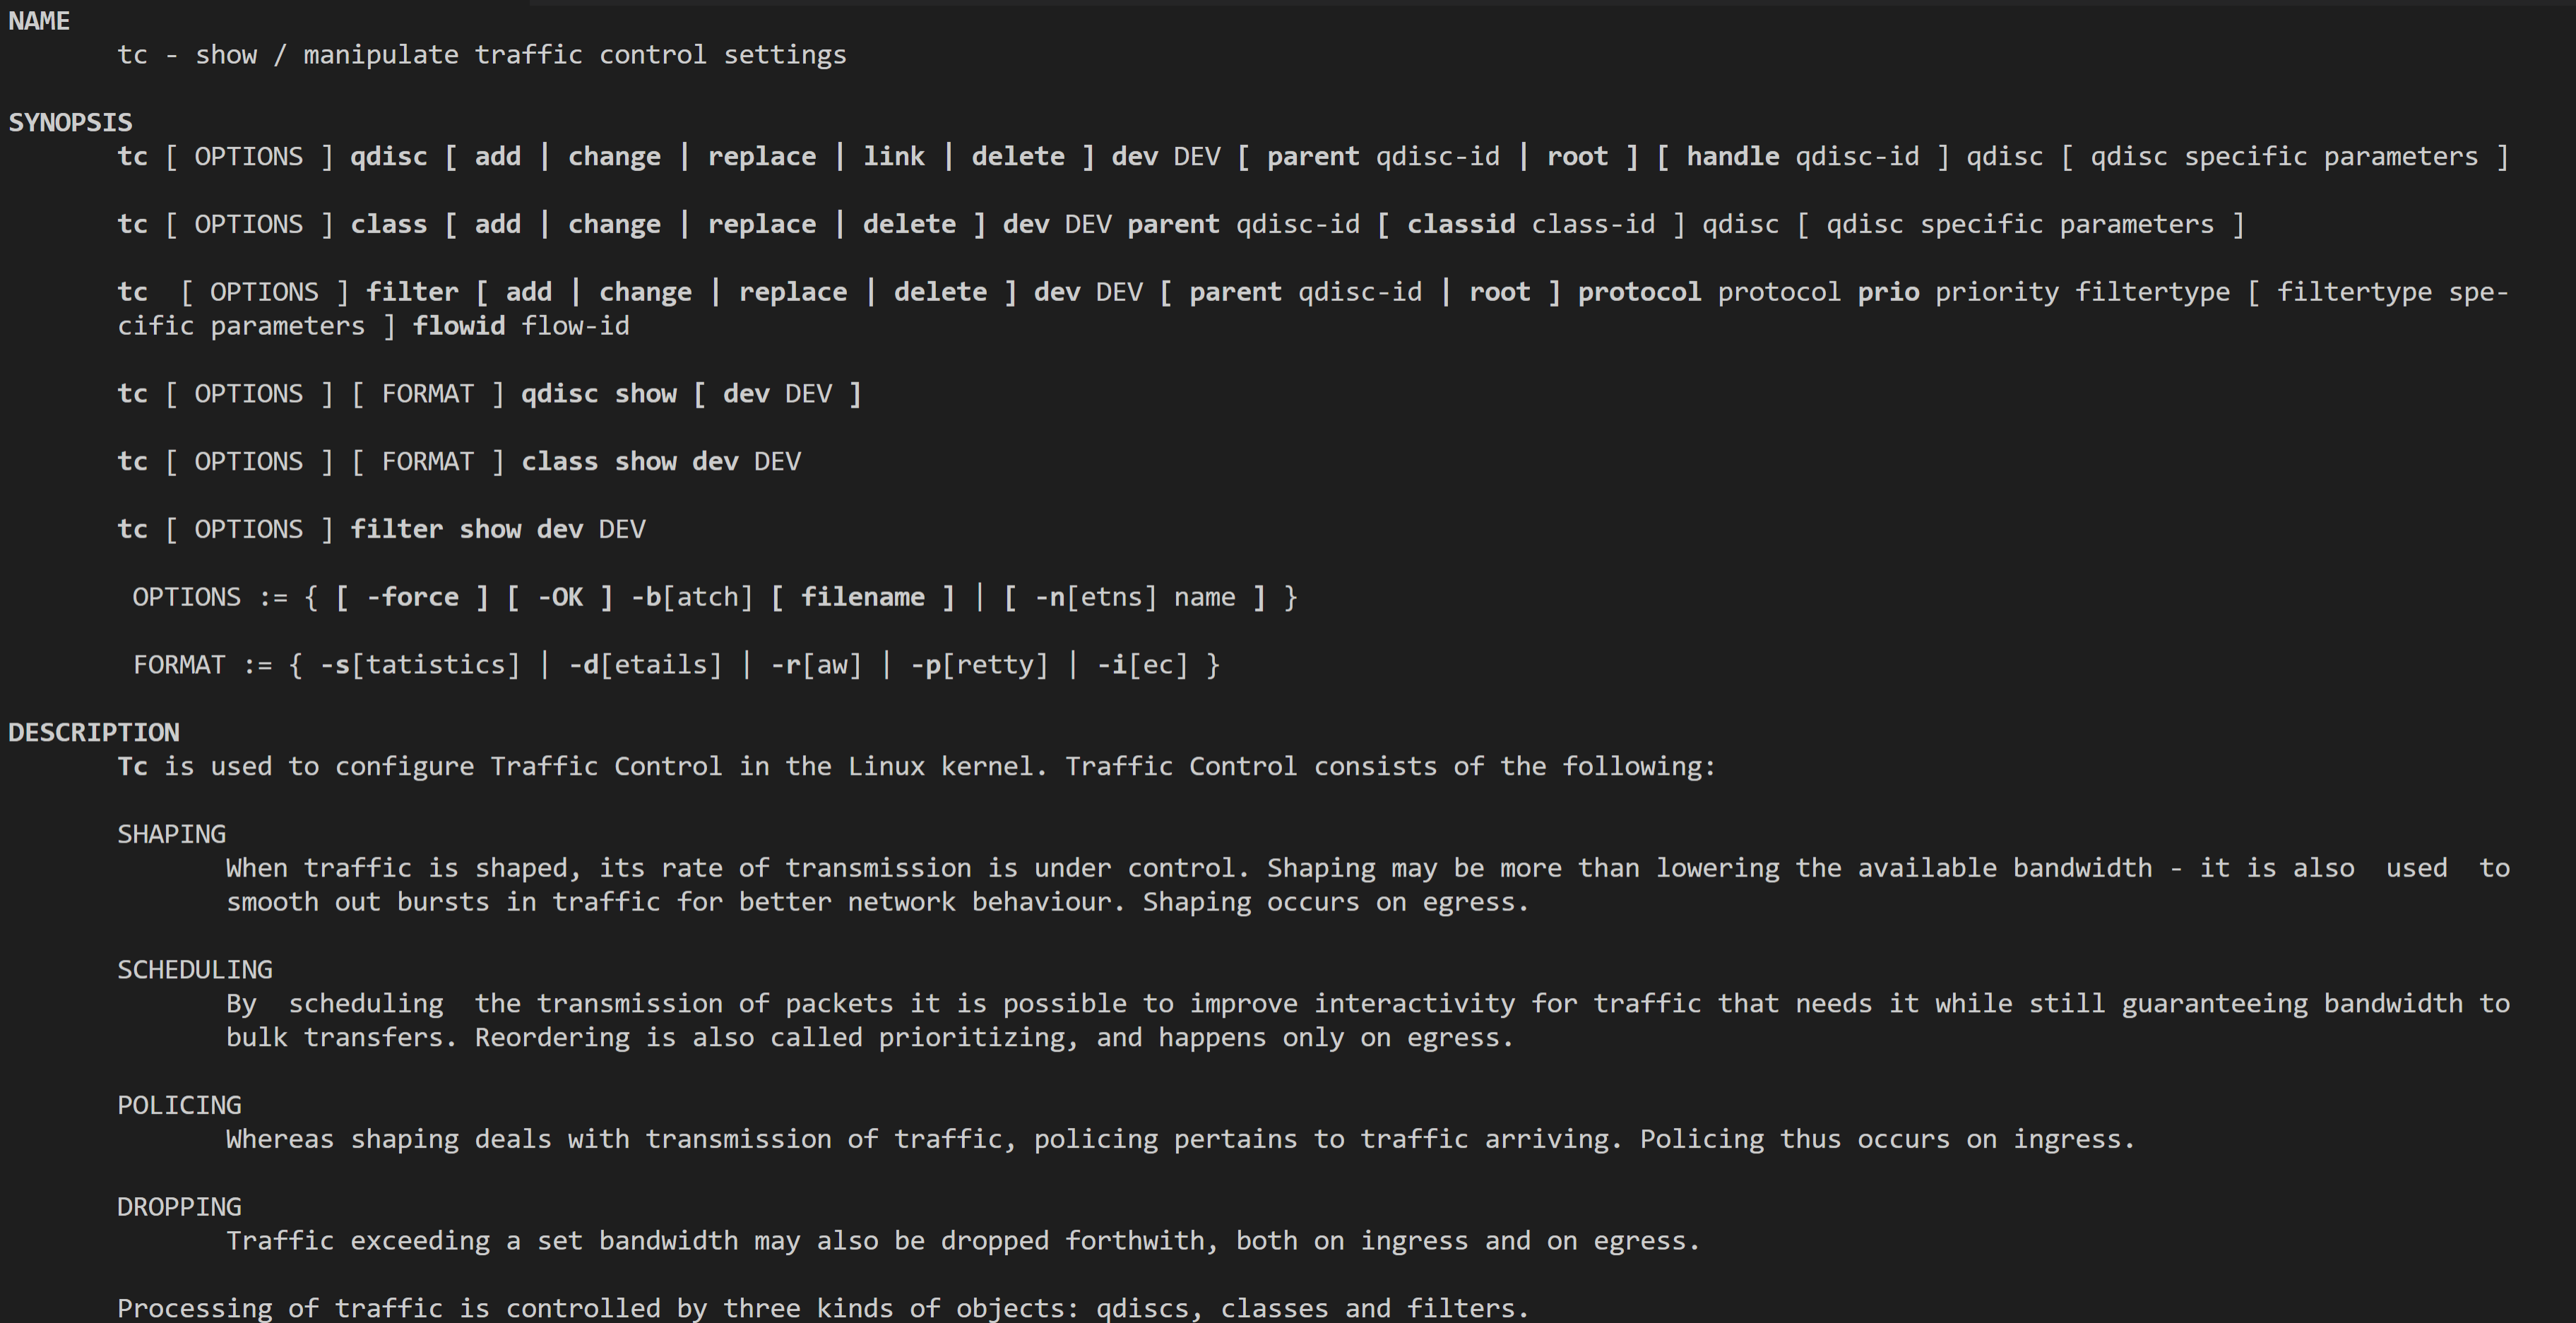 NAME
tc - show / manipulate traffic control settings
SYNOPSIS
tc [ OPTIONS ] qdisc [ add | change | replace | link | delete ] dev DEV [ parent qdisc-id | root ] [ handle qdisc-id ] qdisc [ qdisc specific parameters ]
tc [ OPTIONS ] class [ add | change | replace | delete ] dev DEV parent qdisc-id [ classid class-id ] qdisc [ qdisc specific parameters ]
tc  [ OPTIONS ] filter [ add | change | replace | delete ] dev DEV [ parent qdisc-id | root ] protocol protocol prio priority filtertype [ filtertype spe-
cific parameters ] flowid flow-id
tc [ OPTIONS ] [ FORMAT ] qdisc show [ dev DEV ]
tc [ OPTIONS ] [ FORMAT ] class show dev DEV
tc [ OPTIONS ] filter show dev DEV
OPTIONS := { [ -force ] [ -OK ] -b[atch] [ filename ] | [ -n[etns] name ] }
FORMAT := { -s[tatistics] | -d[etails] | -r[aw] | -p[retty] | -i[ec] }
DESCRIPTION
Tc is used to configure Traffic Control in the Linux kernel. Traffic Control consists of the following:
SHAPING
When traffic is shaped, its rate of transmission is under control. Shaping may be more than lowering the available bandwidth - it is also  used  to
smooth out bursts in traffic for better network behaviour. Shaping occurs on egress.
SCHEDULING
By  scheduling  the transmission of packets it is possible to improve interactivity for traffic that needs it while still guaranteeing bandwidth to
bulk transfers. Reordering is also called prioritizing, and happens only on egress.
POLICING
Whereas shaping deals with transmission of traffic, policing pertains to traffic arriving. Policing thus occurs on ingress.
DROPPING
Traffic exceeding a set bandwidth may also be dropped forthwith, both on ingress and on egress.
Processing of traffic is controlled by three kinds of objects: qdiscs, classes and filters.